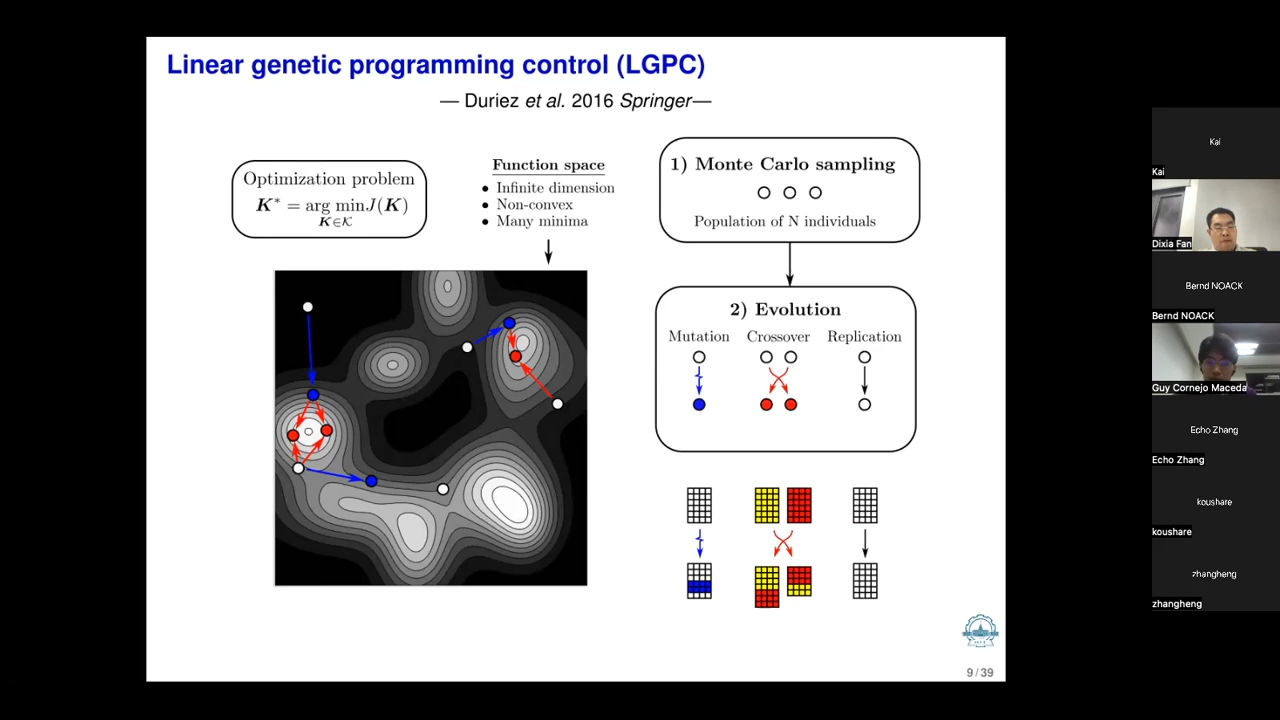 Linear genetic programming control (LGPC)
— Duriez et al. 2016 Springer—
Optimization problem
K* = arg min J(K)
K∈𝒦
Function space
• Infinite dimension
• Non-convex
• Many minima
1) Monte Carlo sampling
Population of N individuals
2) Evolution
Mutation Crossover Replication
9 / 39
Kai
Kai
Dixia Fan
Bernd NOACK
Bernd NOACK
Guy Cornejo Maceda
Echo Zhang
Echo Zhang
koushare
koushare
zhangheng
zhangheng